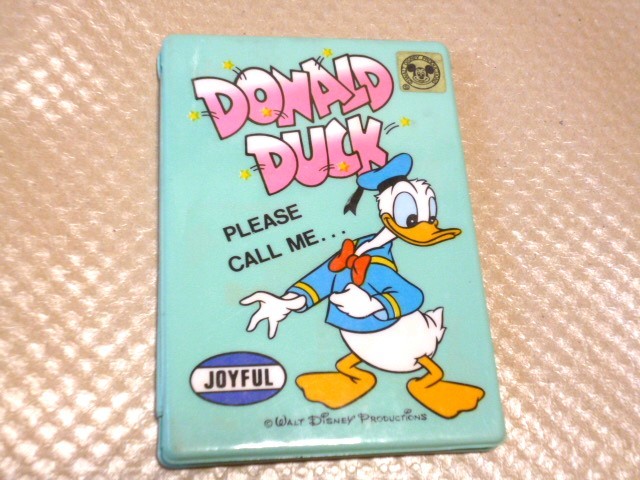 DONALD
DUCK
PLEASE
CALL ME...
JOYFUL
© WALT DISNEY PRODUCTIONS